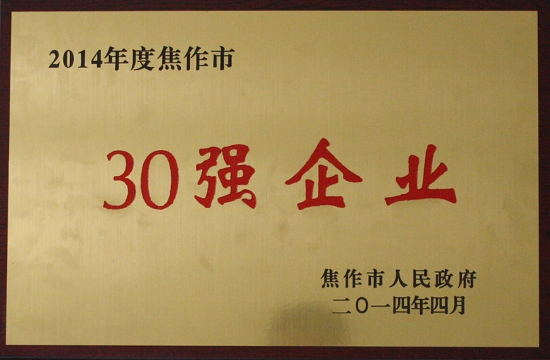 2014年度焦作市
30强企业
焦作市人民政府
二〇一四年四月